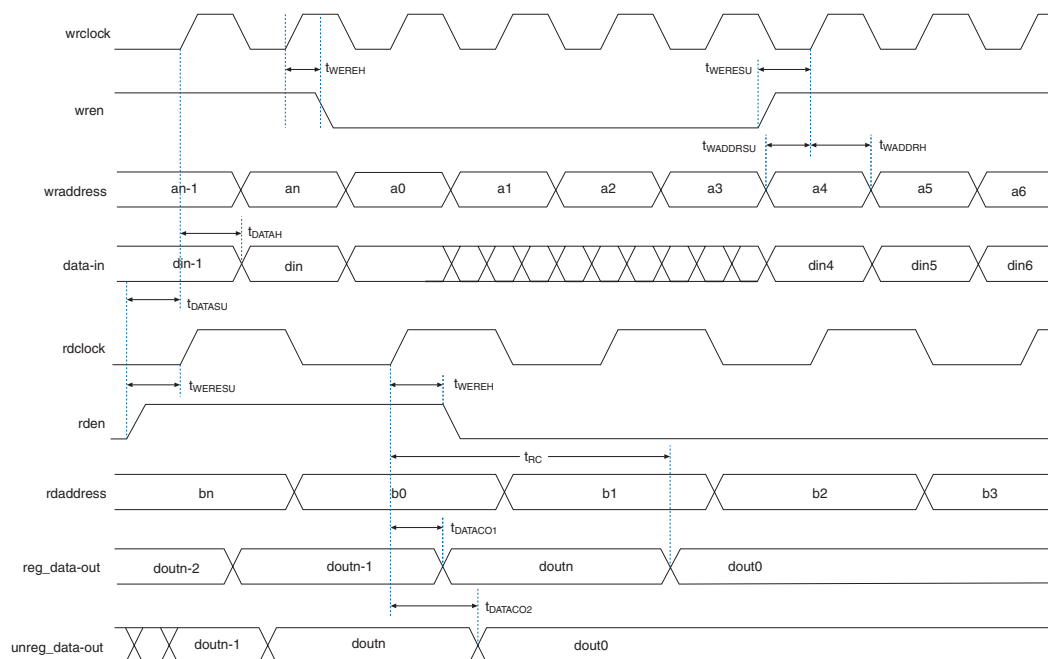 wrclock
tWEREH tWERESU
wren
tWADDRSU tWADDRH
wraddress an-1 an a0 a1 a2 a3 a4 a5 a6
tDATAH
data-in din-1 din din4 din5 din6
tDATASU
rdclock
tWERESU tWEREH
rden
tRC
rdaddress bn b0 b1 b2 b3
tDATACO1
reg_data-out doutn-2 doutn-1 doutn dout0
tDATACO2
unreg_data-out doutn-1 doutn dout0